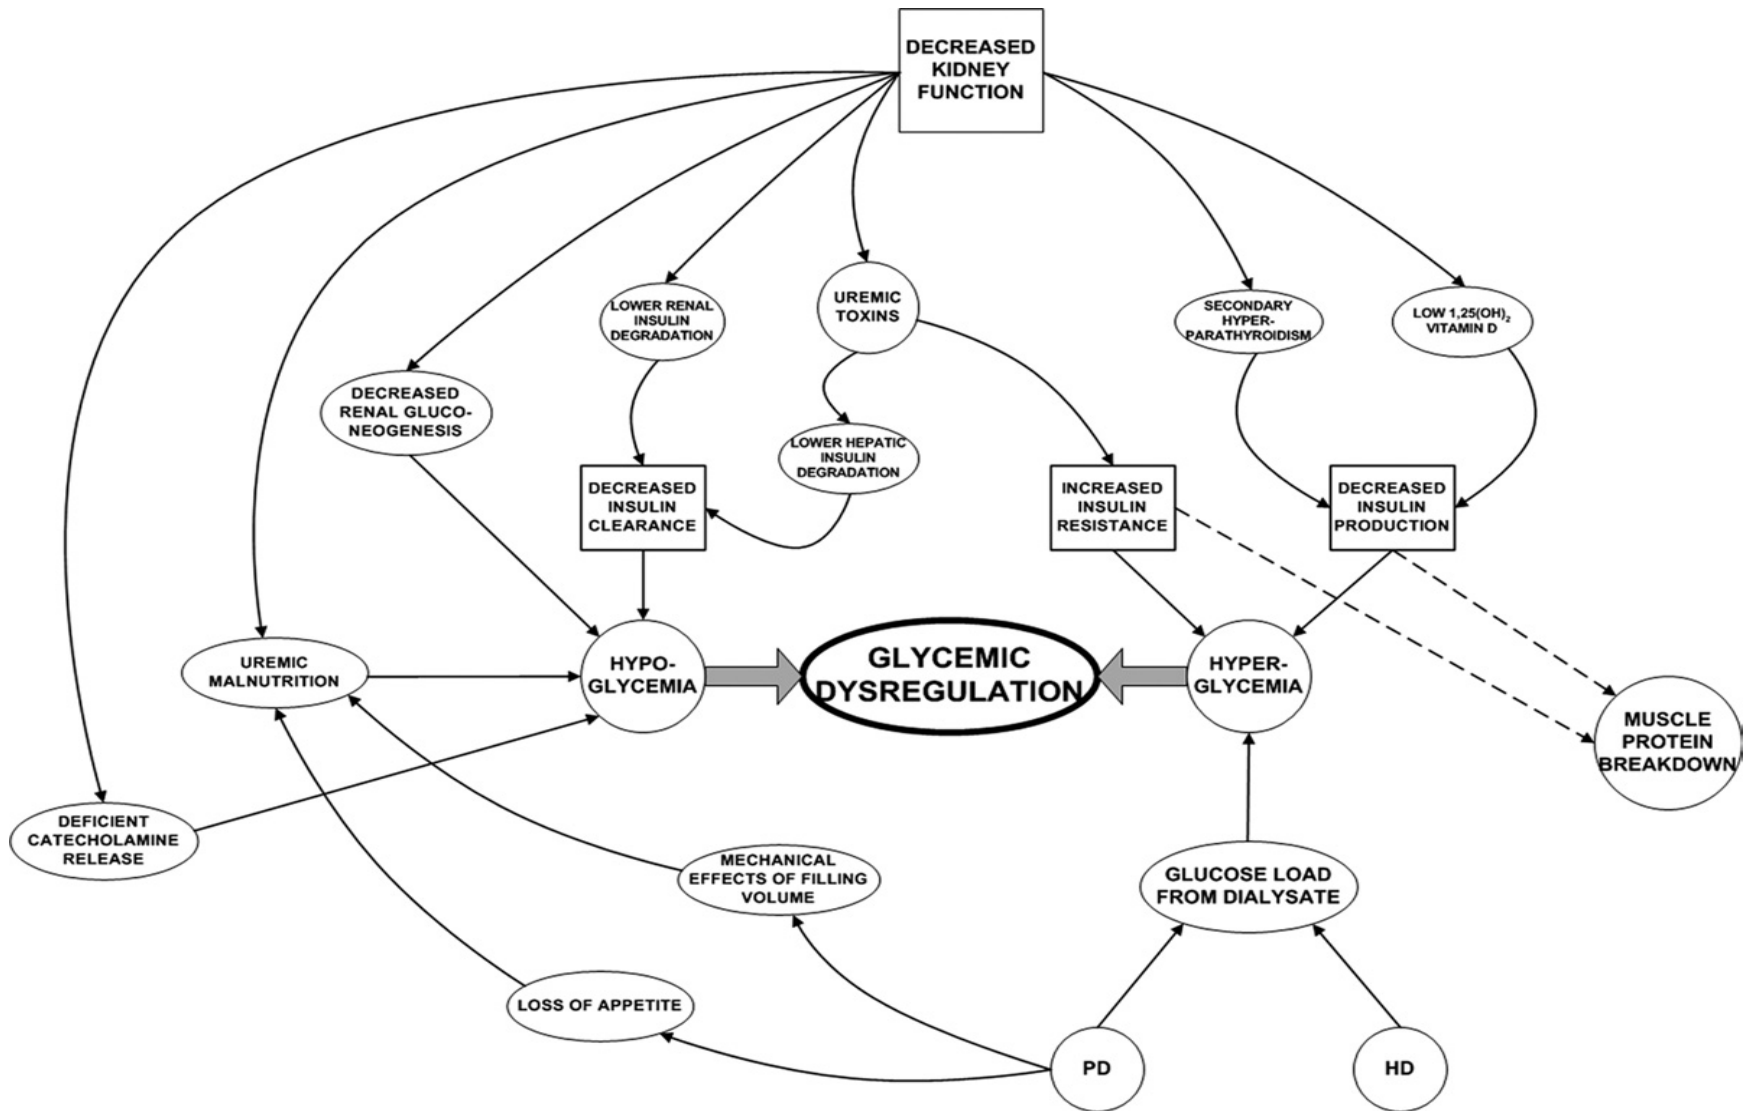 DECREASED
KIDNEY
FUNCTION
LOWER RENAL
INSULIN
DEGRADATION
UREMIC
TOXINS
SECONDARY
HYPER-
PARATHYROIDISM
LOW 1,25(OH)₂
VITAMIN D
DECREASED
RENAL GLUCO-
NEOGENESIS
LOWER HEPATIC
INSULIN
DEGRADATION
DECREASED
INSULIN
CLEARANCE
INCREASED
INSULIN
RESISTANCE
DECREASED
INSULIN
PRODUCTION
UREMIC
MALNUTRITION
HYPO-
GLYCEMIA
GLYCEMIC
DYSREGULATION
HYPER-
GLYCEMIA
MUSCLE
PROTEIN
BREAKDOWN
DEFICIENT
CATECHOLAMINE
RELEASE
MECHANICAL
EFFECTS OF FILLING
VOLUME
GLUCOSE LOAD
FROM DIALYSATE
LOSS OF APPETITE
PD
HD